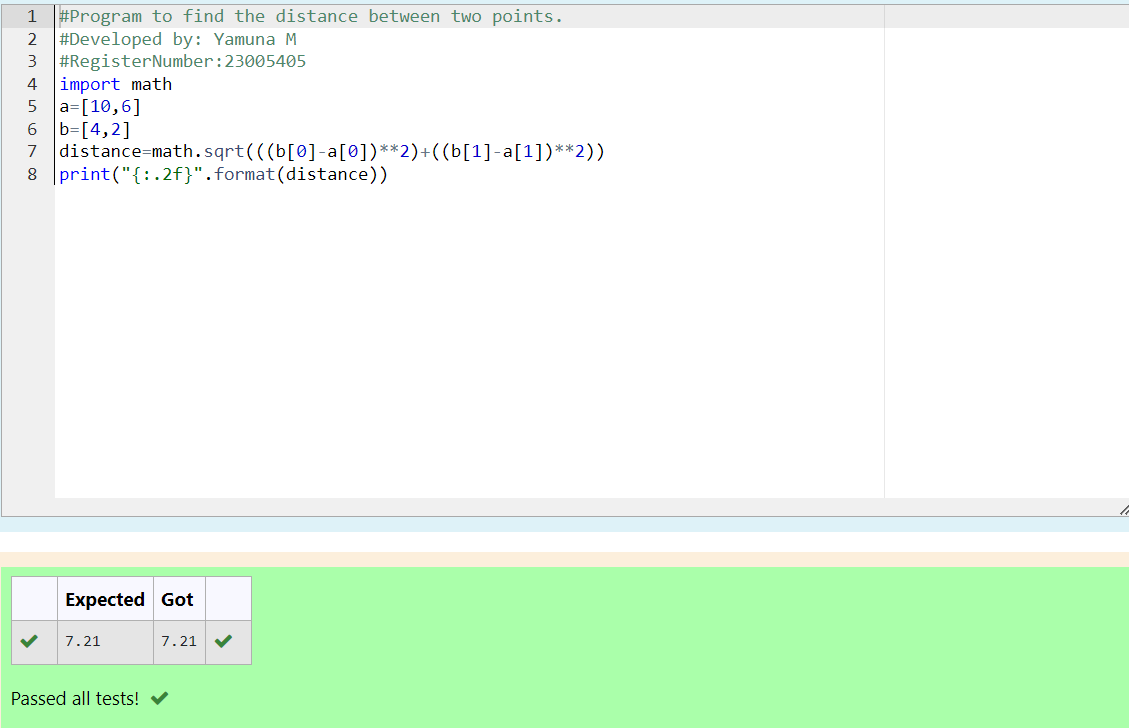 1 #Program to find the distance between two points.
2 #Developed by: Yamuna M
3 #RegisterNumber:23005405
4 import math
5 a=[10,6]
6 b=[4,2]
7 distance=math.sqrt(((b[0]-a[0])**2)+((b[1]-a[1])**2))
8 print("{:.2f}".format(distance))
Expected Got
7.21 7.21
Passed all tests!